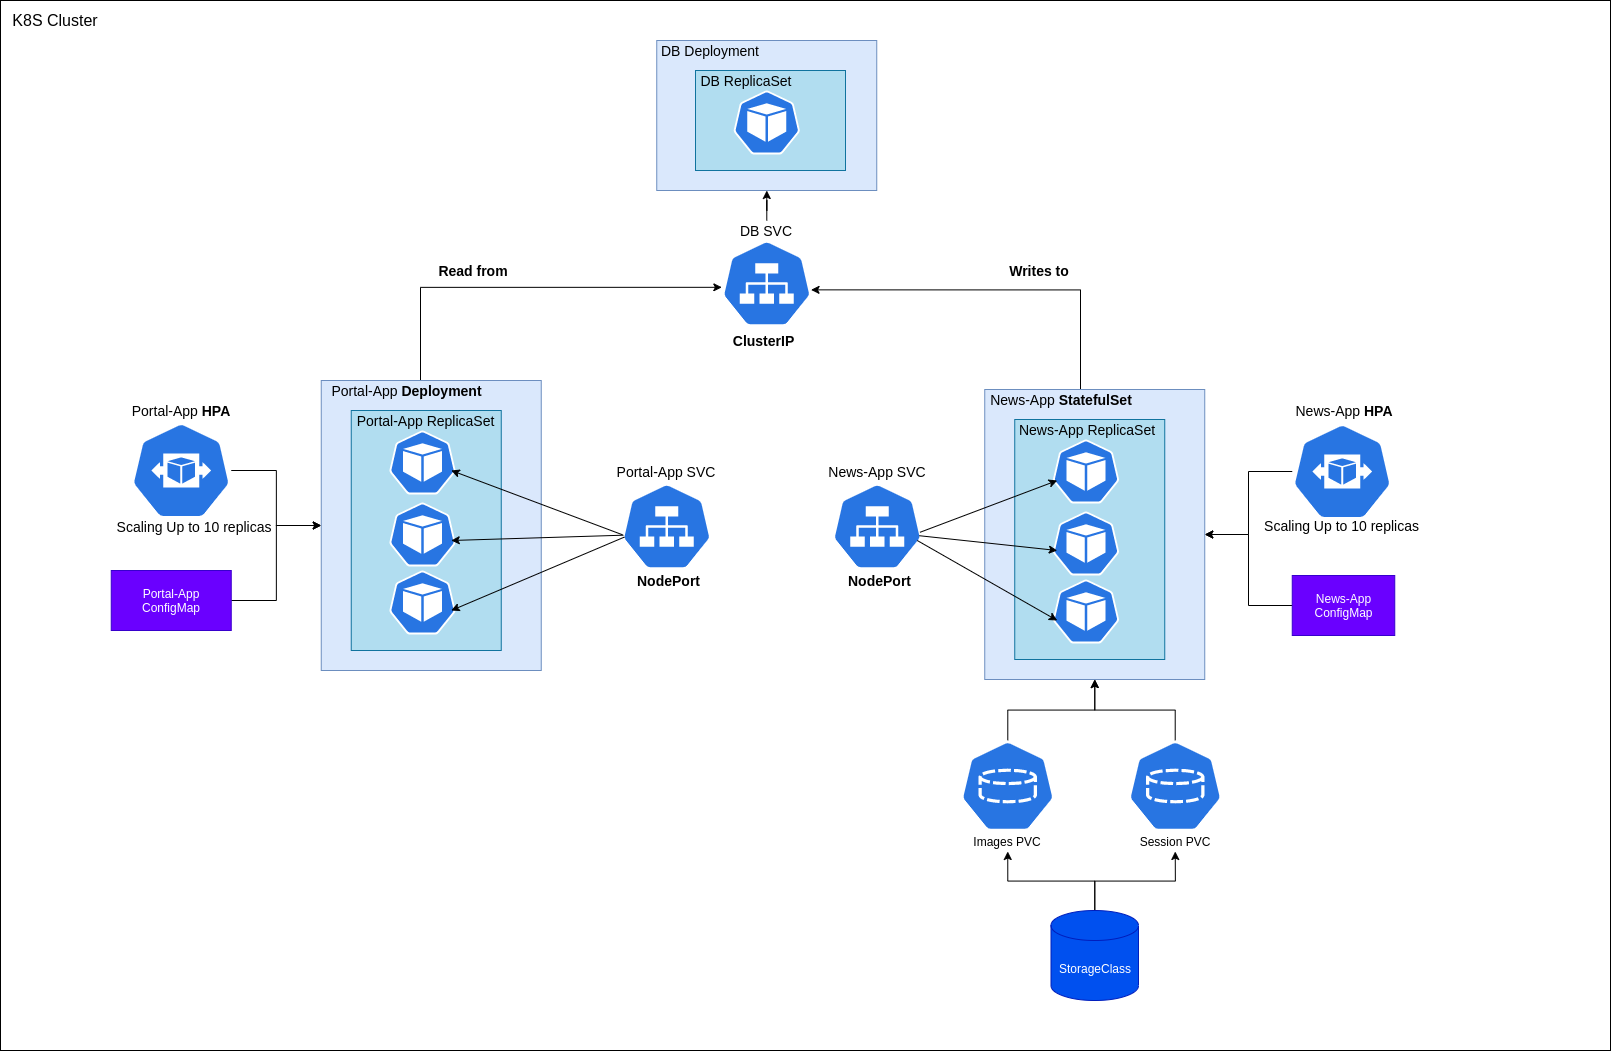 K8S Cluster
DB Deployment
DB ReplicaSet
DB SVC
Read from
Writes to
ClusterIP
Portal-App Deployment
News-App StatefulSet
Portal-App HPA
Portal-App ReplicaSet
News-App ReplicaSet
News-App HPA
Portal-App SVC
News-App SVC
Scaling Up to 10 replicas
Scaling Up to 10 replicas
NodePort
NodePort
Portal-App
ConfigMap
News-App
ConfigMap
Images PVC
Session PVC
StorageClass